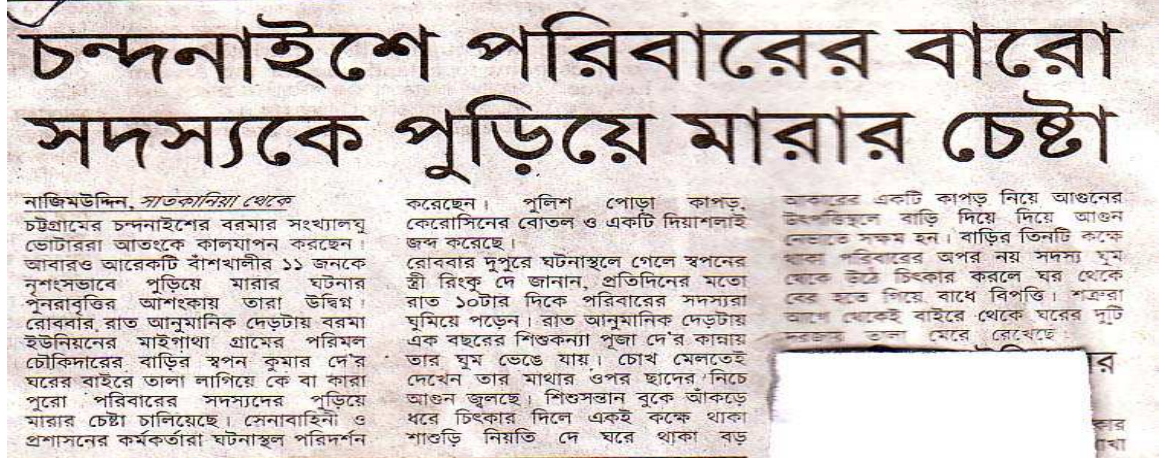 চন্দনাইশে পরিবারের বারো
সদস্যকে পুড়িয়ে মারার চেষ্টা
নাজিমউদ্দিন, সাতকানিয়া থেকে
চট্টগ্রামের চন্দনাইশের বরমার সংখ্যালঘু
ভোটাররা আতংকে কালযাপন করছেন।
আবারও আরেকটি বাঁশখালীর ১১ জনকে
নৃশংসভাবে পুড়িয়ে মারার ঘটনার
পুনরাবৃত্তির আশংকায় তারা উদ্বিগ্ন।
রোববার রাত আনুমানিক দেড়টায় বরমা
ইউনিয়নের মাইগাথা গ্রামের পরিমল
চৌকিদারের বাড়ির স্বপন কুমার দে'র
ঘরের বাইরে তালা লাগিয়ে কে বা কারা
পুরো পরিবারের সদস্যদের পুড়িয়ে
মারার চেষ্টা চালিয়েছে। সেনাবাহিনী ও
প্রশাসনের কর্মকর্তারা ঘটনাস্থল পরিদর্শন
করেছেন। পুলিশ পোড়া কাপড়,
কেরোসিনের বোতল ও একটি দিয়াশলাই
জব্দ করেছে।
রোববার দুপুরে ঘটনাস্থলে গেলে স্বপনের
স্ত্রী রিংকু দে জানান, প্রতিদিনের মতো
রাত ১০টার দিকে পরিবারের সদস্যরা
ঘুমিয়ে পড়েন। রাত আনুমানিক দেড়টায়
এক বছরের শিশুকন্যা পূজা দে'র কান্নায়
তার ঘুম ভেঙে যায়। চোখ মেলতেই
দেখেন তার মাথার ওপর ছাদের নিচে
আগুন জ্বলছে। শিশুসন্তান বুকে আঁকড়ে
ধরে চিৎকার দিলে একই কক্ষে থাকা
শাশুড়ি নিয়তি দে ঘরে থাকা বড়
আকারের একটি কাপড় নিয়ে আগুনের
উৎপত্তিস্থলে বাড়ি দিয়ে দিয়ে আগুন
নেভাতে সক্ষম হন। বাড়ির তিনটি কক্ষে
থাকা পরিবারের অপর নয় সদস্য ঘুম
থেকে উঠে চিৎকার করলে ঘর থেকে
বের হতে গিয়ে বাধে বিপত্তি। শত্রুরা
আগে থেকেই বাইরে থেকে ঘরের দুটি
দরজায় তালা মেরে রেখেছে।